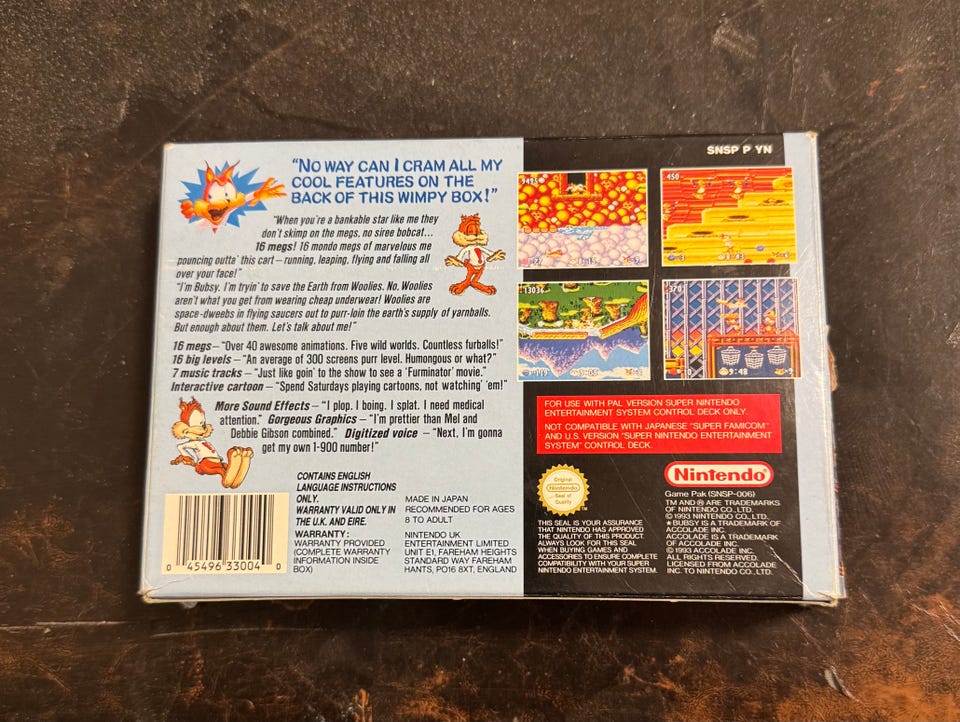 SNSP P YN
"NO WAY CAN I CRAM ALL MY
COOL FEATURES ON THE
BACK OF THIS WIMPY BOX!"
"When you're a bankable star like me they
don't skimp on the megs, no siree bobcat...
16 megs! 16 mondo megs of marvelous me
pouncing outta' this cart – running, leaping, flying and falling all
over your face!"
"I'm Bubsy. I'm tryin' to save the Earth from Woolies. No, Woolies
aren't what you get from wearing cheap underwear! Woolies are
space-dweebs in flying saucers out to purr-loin the earth's supply of yarnballs.
But enough about them. Let's talk about me!"
16 megs – "Over 40 awesome animations. Five wild worlds. Countless furballs!"
16 big levels – "An average of 300 screens purr level. Humongous or what?"
7 music tracks – "Just like goin' to the show to see a 'Furminator' movie."
Interactive cartoon – "Spend Saturdays playing cartoons, not watching 'em!"
More Sound Effects – "I plop. I boing. I splat. I need medical
attention." Gorgeous Graphics – "I'm prettier than Mel and
Debbie Gibson combined." Digitized voice – "Next, I'm gonna
get my own 1-900 number!"
CONTAINS ENGLISH
LANGUAGE INSTRUCTIONS
ONLY.
WARRANTY VALID ONLY IN
THE U.K. AND EIRE.
WARRANTY:
WARRANTY PROVIDED
(COMPLETE WARRANTY
INFORMATION INSIDE
BOX)
MADE IN JAPAN
RECOMMENDED FOR AGES
8 TO ADULT
NINTENDO UK
ENTERTAINMENT LIMITED
UNIT E1, FAREHAM HEIGHTS
STANDARD WAY FAREHAM
HANTS, PO16 8XT, ENGLAND
0 45496 33004 0
9425
450
13036
370
9:48
FOR USE WITH PAL VERSION SUPER NINTENDO
ENTERTAINMENT SYSTEM CONTROL DECK ONLY.
NOT COMPATIBLE WITH JAPANESE "SUPER FAMICOM"
AND U.S. VERSION "SUPER NINTENDO ENTERTAINMENT
SYSTEM" CONTROL DECK.
Original
Nintendo
Seal of
Quality
THIS SEAL IS YOUR ASSURANCE
THAT NINTENDO HAS APPROVED
THE QUALITY OF THIS PRODUCT.
ALWAYS LOOK FOR THIS SEAL
WHEN BUYING GAMES AND
ACCESSORIES TO ENSURE COMPLETE
COMPATIBILITY WITH YOUR SUPER
NINTENDO ENTERTAINMENT SYSTEM.
Nintendo®
Game Pak (SNSP-006)
TM AND ® ARE TRADEMARKS
OF NINTENDO CO., LTD.
© 1993 NINTENDO CO., LTD.
★ BUBSY IS A TRADEMARK OF
ACCOLADE INC.
ACCOLADE IS A TRADEMARK
OF ACCOLADE INC.
© 1993 ACCOLADE INC.
ALL RIGHTS RESERVED.
LICENSED FROM ACCOLADE
INC. TO NINTENDO CO., LTD.